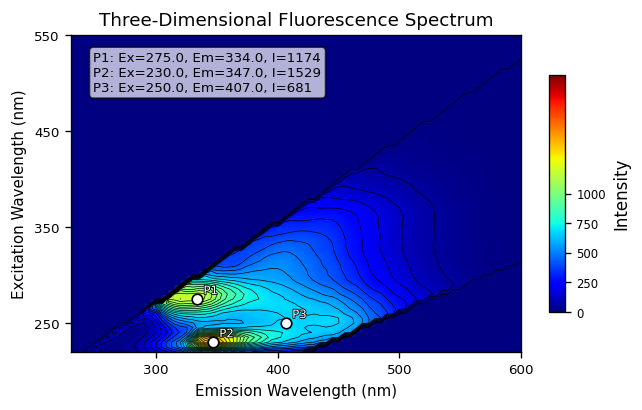 Three-Dimensional Fluorescence Spectrum
P1: Ex=275.0, Em=334.0, I=1174
P2: Ex=230.0, Em=347.0, I=1529
P3: Ex=250.0, Em=407.0, I=681
Excitation Wavelength (nm)
550
450
350
250
P1
P2
P3
300
400
500
600
Emission Wavelength (nm)
1000
750
500
250
0
Intensity